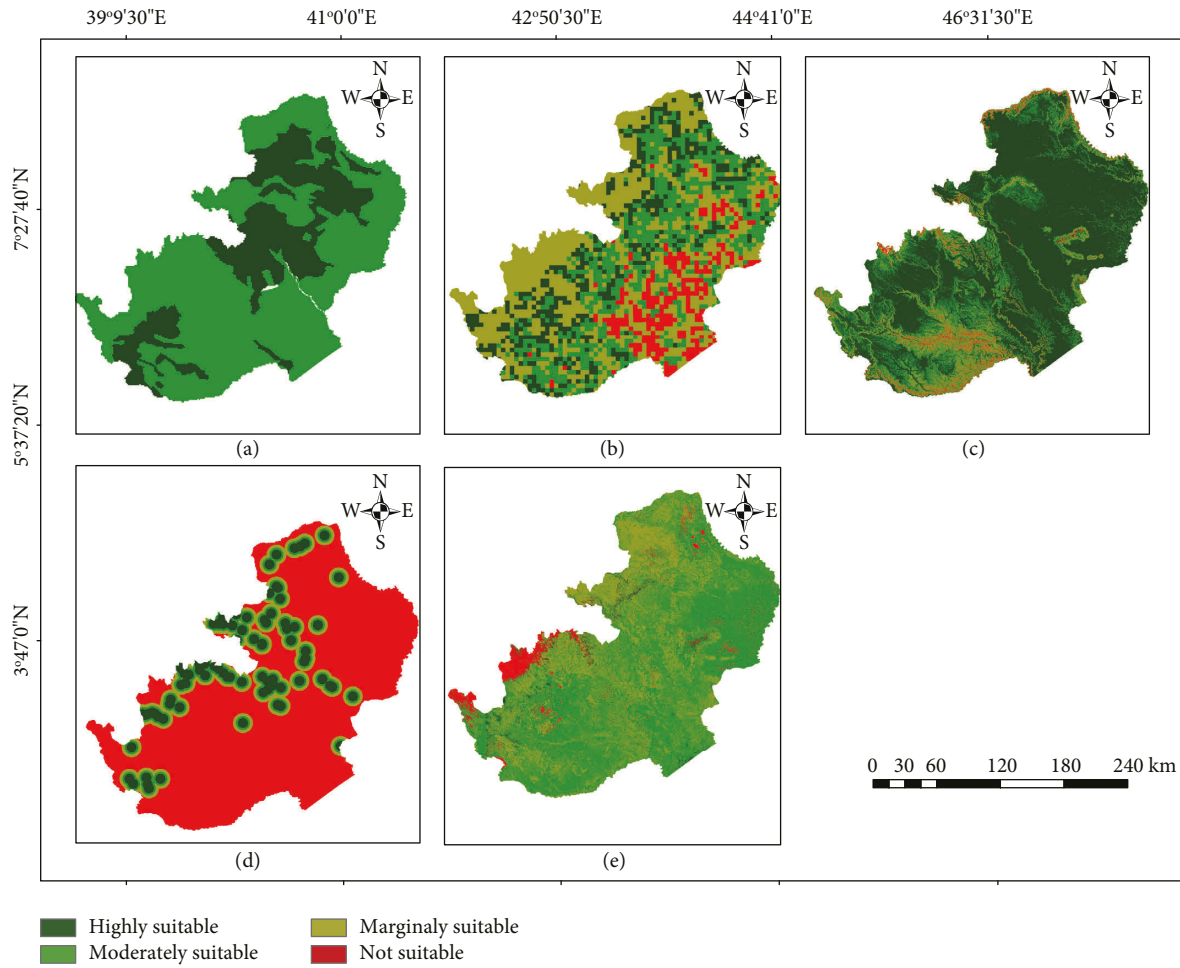 39°9'30"E 41°0'0"E 42°50'30"E 44°41'0"E 46°31'30"E
7°27'40"N
5°37'20"N
3°47'0"N
N
W E
S
(a)
N
W E
S
(b)
N
W E
S
(c)
N
W E
S
(d)
N
W E
S
(e)
0 30 60 120 180 240 km
Highly suitable
Moderately suitable
Marginaly suitable
Not suitable